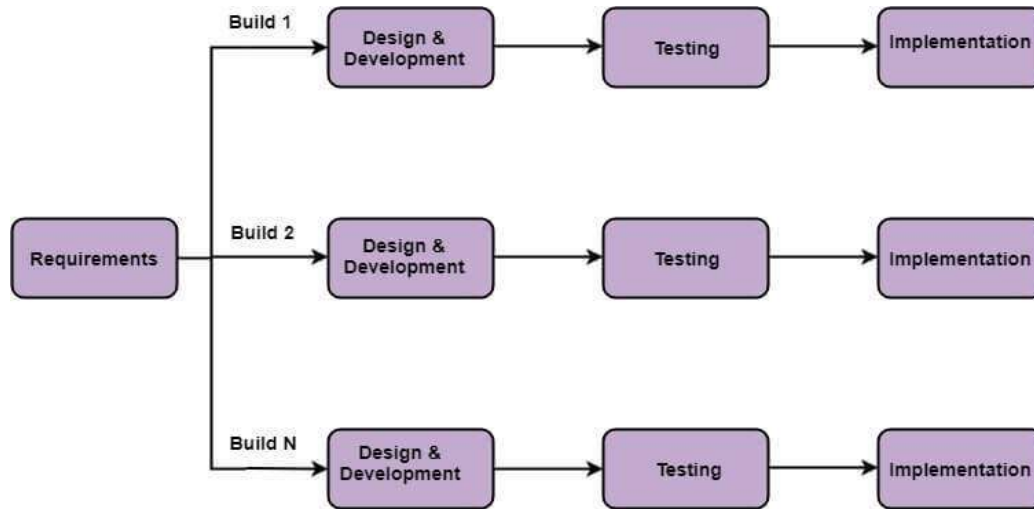 Build 1
Design &
Development
Testing
Implementation
Requirements
Build 2
Design &
Development
Testing
Implementation
Build N
Design &
Development
Testing
Implementation